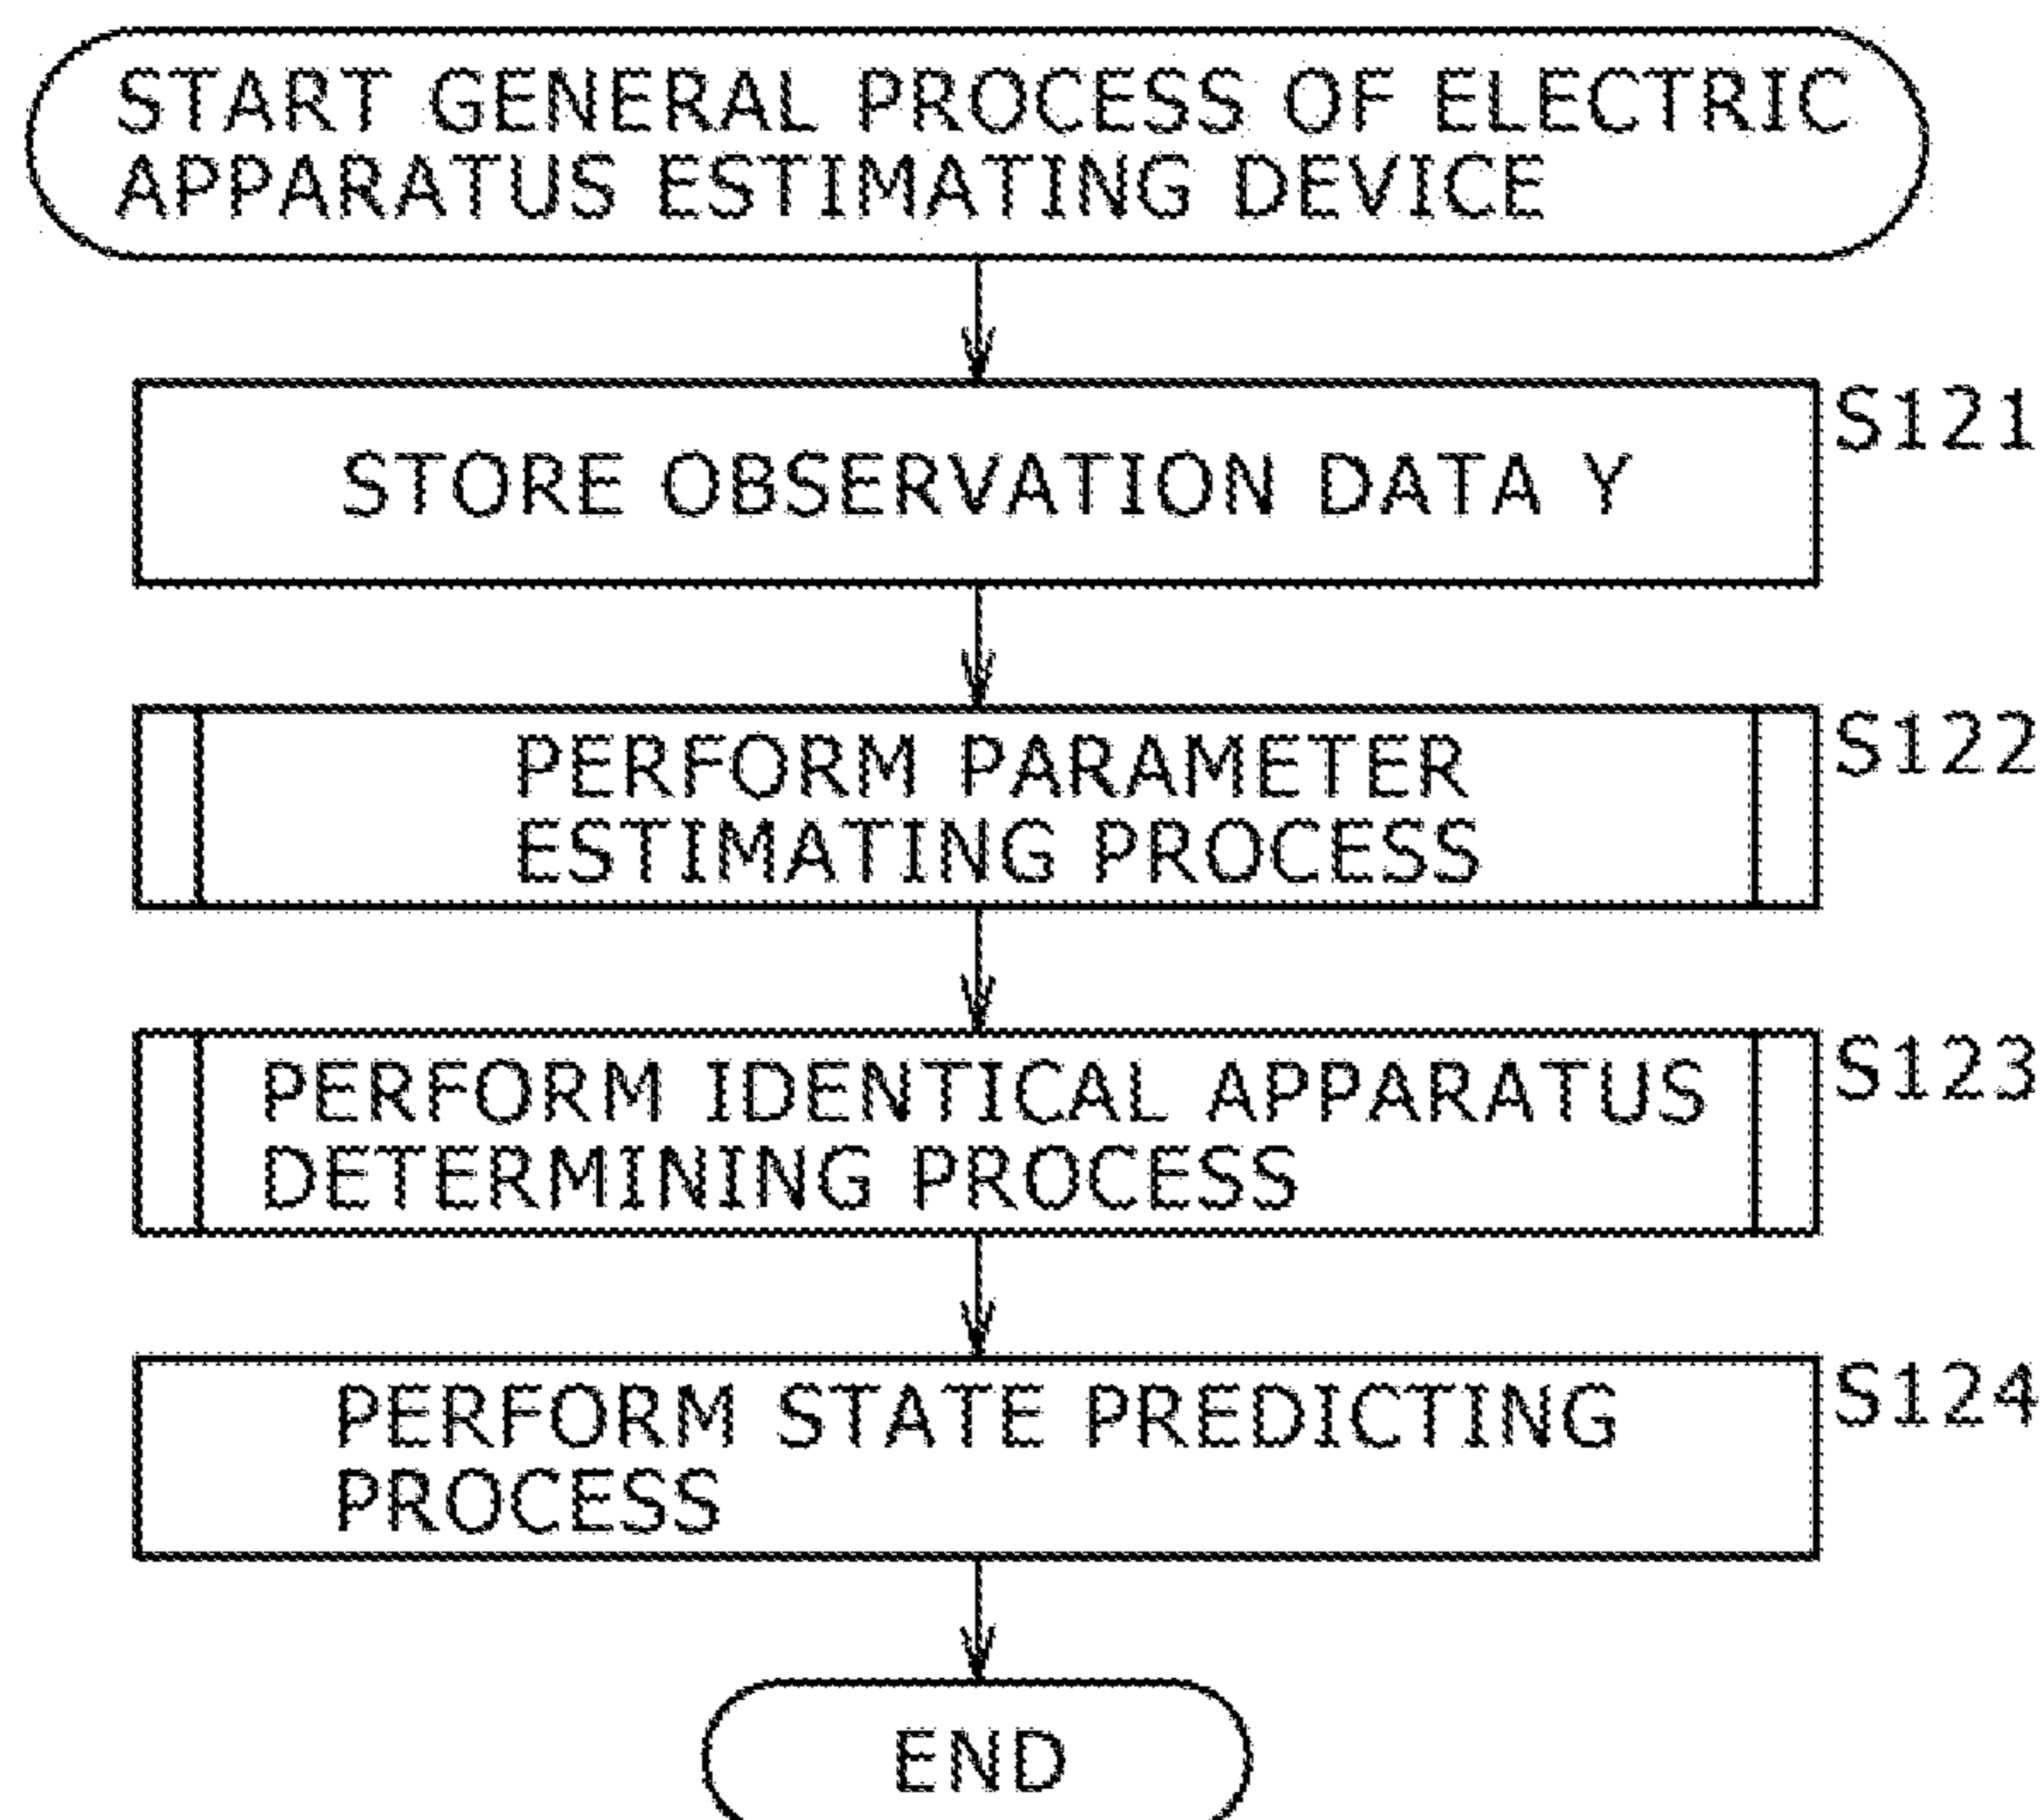 START GENERAL PROCESS OF ELECTRIC
APPARATUS ESTIMATING DEVICE
STORE OBSERVATION DATA Y
S121
PERFORM PARAMETER
ESTIMATING PROCESS
S122
PERFORM IDENTICAL APPARATUS
DETERMINING PROCESS
S123
PERFORM STATE PREDICTING
PROCESS
S124
END